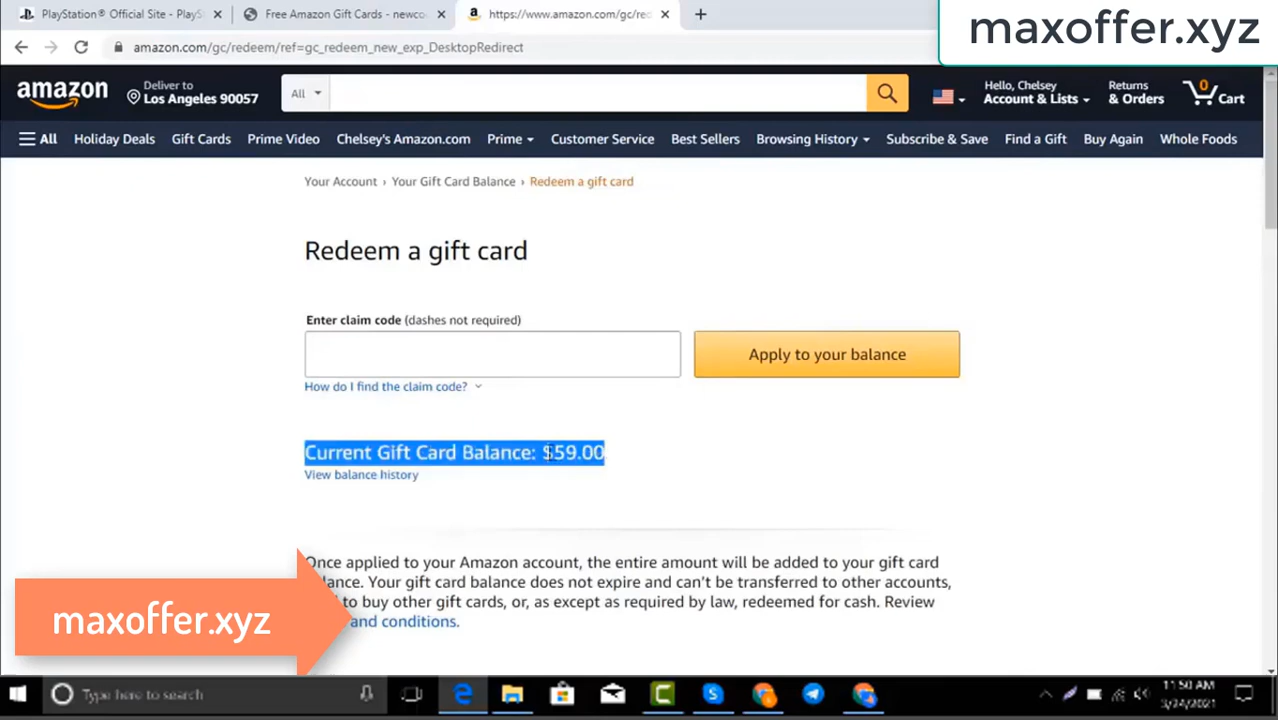 PlayStation® Official Site - PlayS
Free Amazon Gift Cards - newco
https://www.amazon.com/gc/red
maxoffer.xyz
amazon.com/gc/redeem/ref=gc_redeem_new_exp_DesktopRedirect
amazon
Deliver to
Los Angeles 90057
All
Hello, Chelsey
Account & Lists
Returns
& Orders
0
Cart
All Holiday Deals Gift Cards Prime Video Chelsey's Amazon.com Prime Customer Service Best Sellers Browsing History Subscribe & Save Find a Gift Buy Again Whole Foods
Your Account › Your Gift Card Balance › Redeem a gift card
Redeem a gift card
Enter claim code (dashes not required)
Apply to your balance
How do I find the claim code?
Current Gift Card Balance: $59.00
View balance history
Once applied to your Amazon account, the entire amount will be added to your gift card
lance. Your gift card balance does not expire and can't be transferred to other accounts,
to buy other gift cards, or, as except as required by law, redeemed for cash. Review
and conditions.
maxoffer.xyz
Type here to search
11:50 AM
3/24/2021